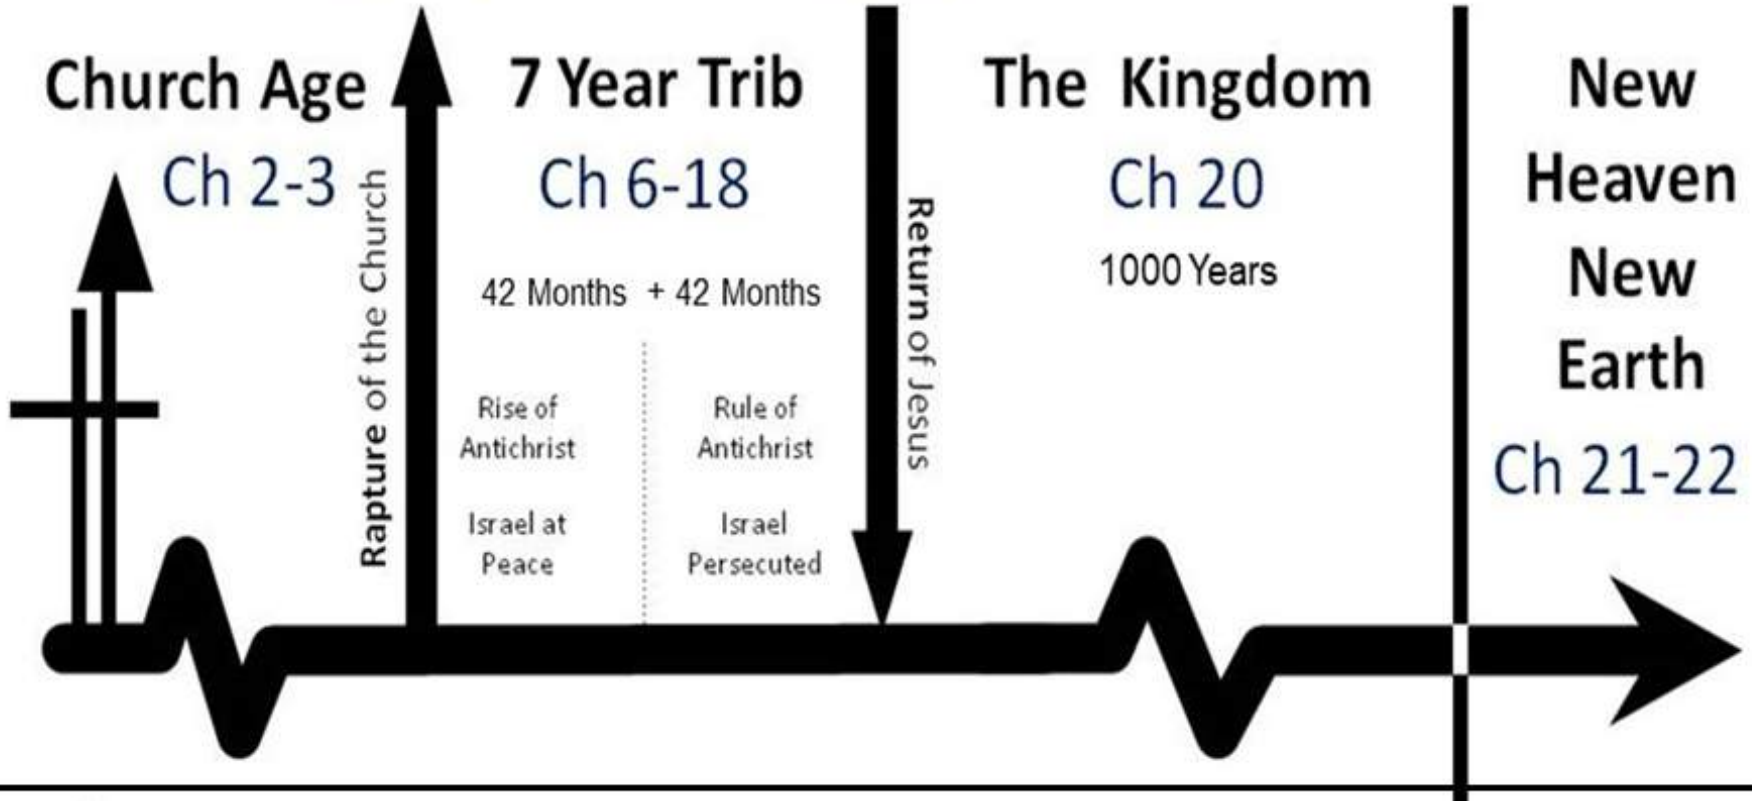 Church Age
Ch 2-3
Rapture of the Church
7 Year Trib
Ch 6-18
42 Months + 42 Months
Rise of
Antichrist
Israel at
Peace
Rule of
Antichrist
Israel
Persecuted
Return of Jesus
The Kingdom
Ch 20
1000 Years
New
Heaven
New
Earth
Ch 21-22